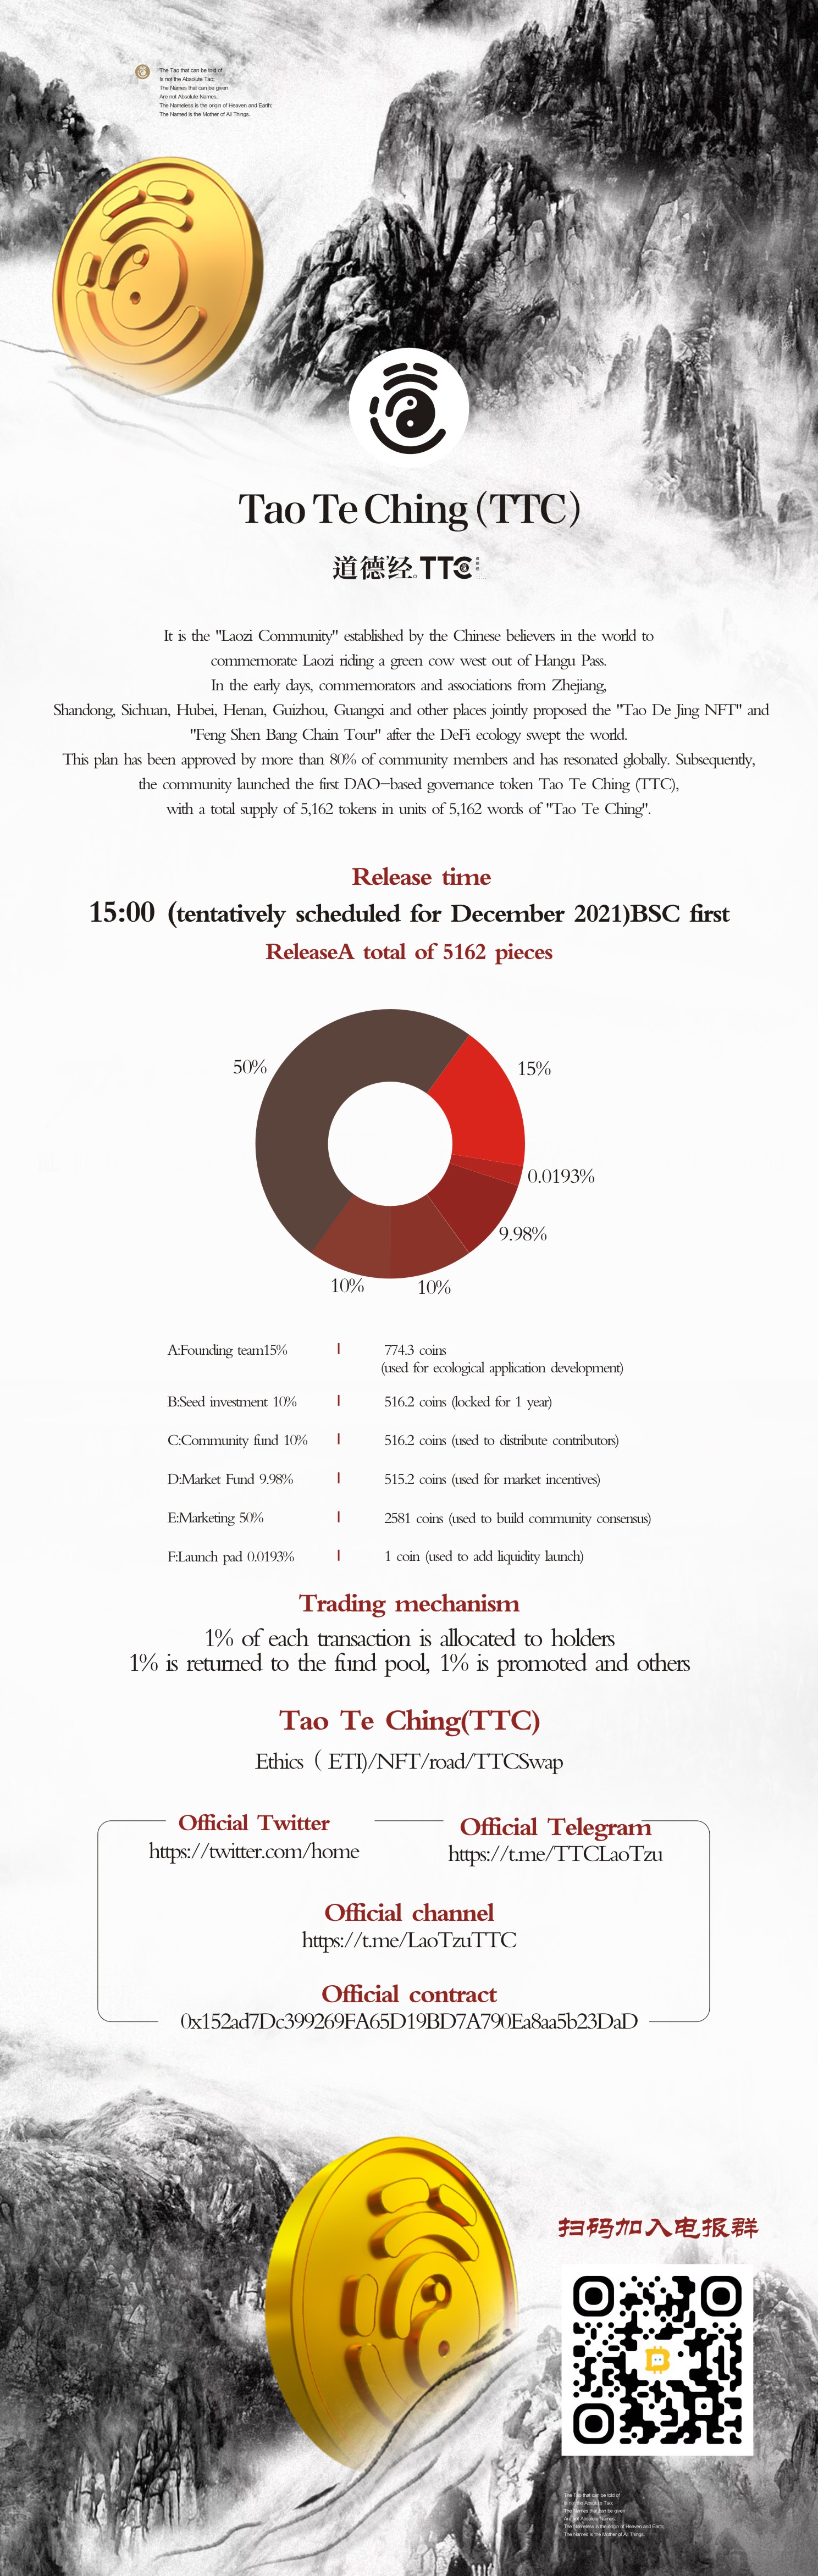 The Tao that can be told of
Is not the Absolute Tao;
The Names that can be given
Are not Absolute Names.
The Nameless is the origin of Heaven and Earth;
The Named is the Mother of All Things.
Tao Te Ching (TTC)
道德经。TTC
It is the "Laozi Community" established by the Chinese believers in the world to
commemorate Laozi riding a green cow west out of Hangu Pass.
In the early days, commemorators and associations from Zhejiang,
Shandong, Sichuan, Hubei, Henan, Guizhou, Guangxi and other places jointly proposed the "Tao De Jing NFT" and
"Feng Shen Bang Chain Tour" after the DeFi ecology swept the world.
This plan has been approved by more than 80% of community members and has resonated globally. Subsequently,
the community launched the first DAO-based governance token Tao Te Ching (TTC),
with a total supply of 5,162 tokens in units of 5,162 words of "Tao Te Ching".
Release time
15:00 (tentatively scheduled for December 2021)BSC first
ReleaseA total of 5162 pieces
50%
15%
0.0193%
9.98%
10%
10%
A:Founding team15% 774.3 coins
(used for ecological application development)
B:Seed investment 10% 516.2 coins (locked for 1 year)
C:Community fund 10% 516.2 coins (used to distribute contributors)
D:Market Fund 9.98% 515.2 coins (used for market incentives)
E:Marketing 50% 2581 coins (used to build community consensus)
F:Launch pad 0.0193% 1 coin (used to add liquidity launch)
Trading mechanism
1% of each transaction is allocated to holders
1% is returned to the fund pool, 1% is promoted and others
Tao Te Ching(TTC)
Ethics（ETI)/NFT/road/TTCSwap
Official Twitter
https://twitter.com/home
Official Telegram
https://t.me/TTCLaoTzu
Official channel
https://t.me/LaoTzuTTC
Official contract
0x152ad7Dc399269FA65D19BD7A790Ea8aa5b23DaD
扫码加入电报群
The Tao that can be told of
Is not the Absolute Tao;
The Names that can be given
Are not Absolute Names.
The Nameless is the origin of Heaven and Earth;
The Named is the Mother of All Things.